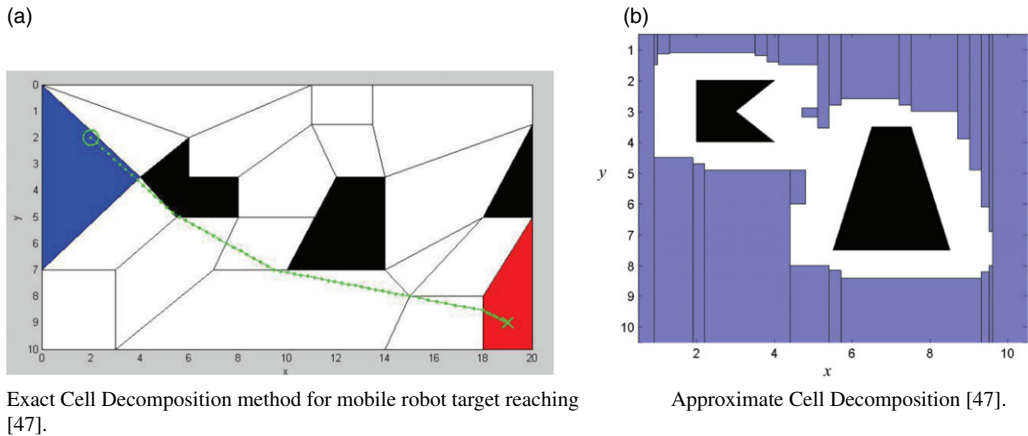 (a)
(b)
0
1
2
3
4
5
6
7
8
9
10
y
0 2 4 6 8 10 12 14 16 18 20
x
1
2
3
4
5
6
7
8
9
10
y
2 4 6 8 10
x
Exact Cell Decomposition method for mobile robot target reaching
[47].
Approximate Cell Decomposition [47].